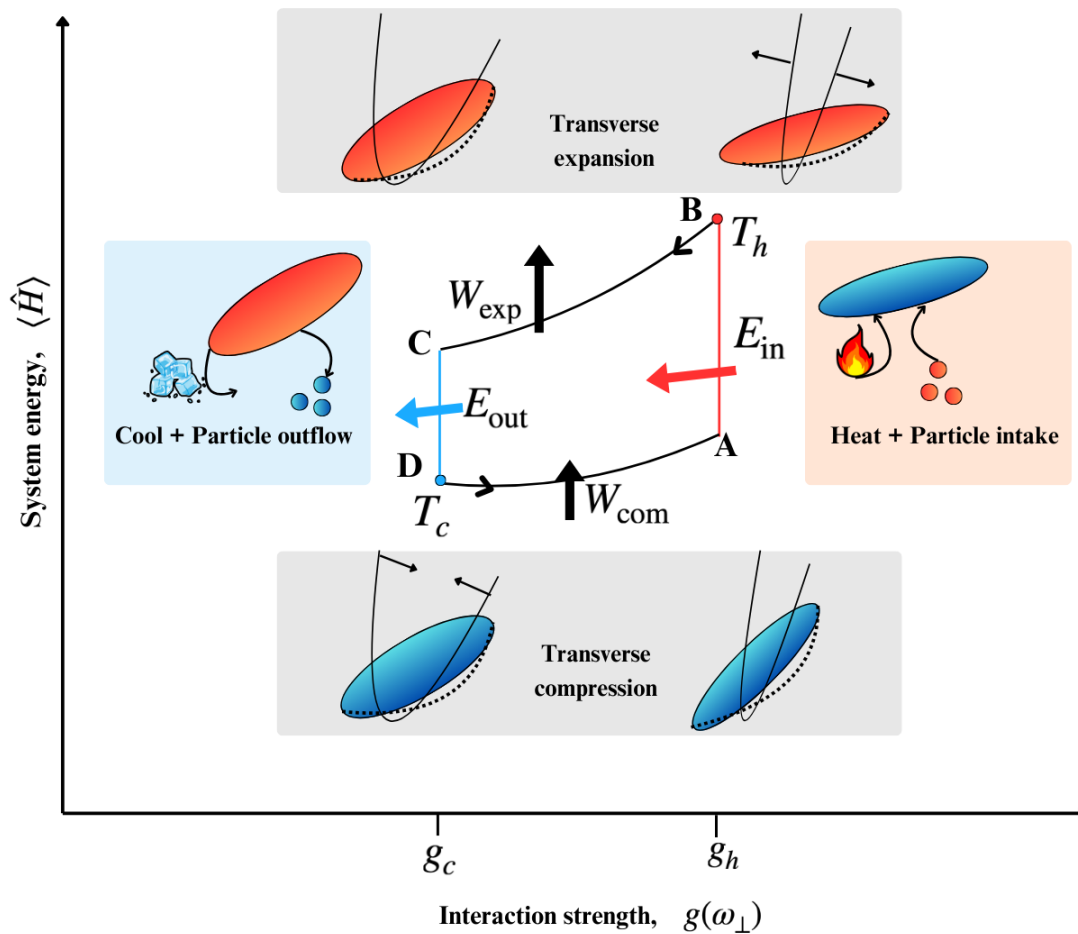 Transverse
expansion
B
T_h
W_exp
C
E_in
E_out
Cool + Particle outflow
Heat + Particle intake
A
D
T_c
W_com
System energy, ⟨Ĥ⟩
Transverse
compression
g_c
g_h
Interaction strength, g(ω_⊥)